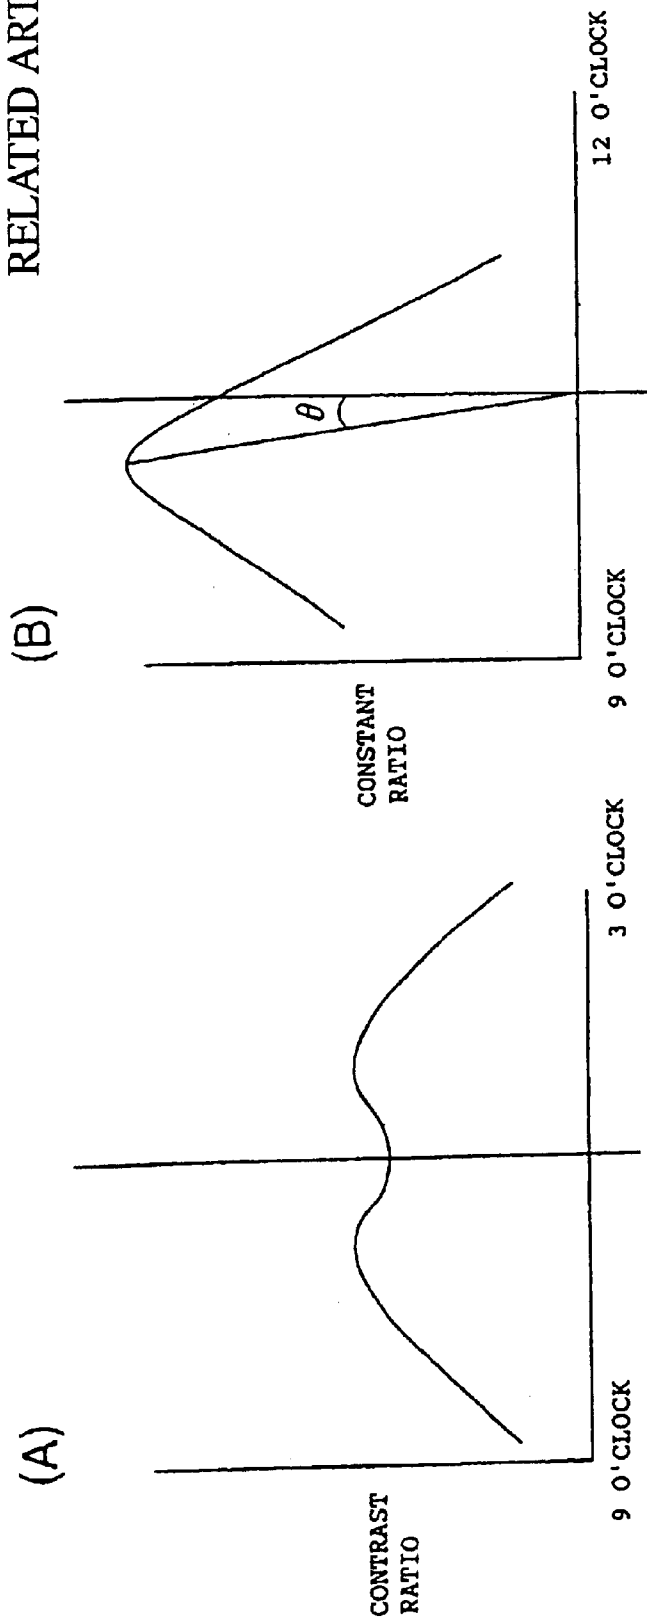 RELATED ART
(A)
CONTRAST
RATIO
9 O'CLOCK
3 O'CLOCK
(B)
CONSTANT
RATIO
θ
9 O'CLOCK
12 O'CLOCK